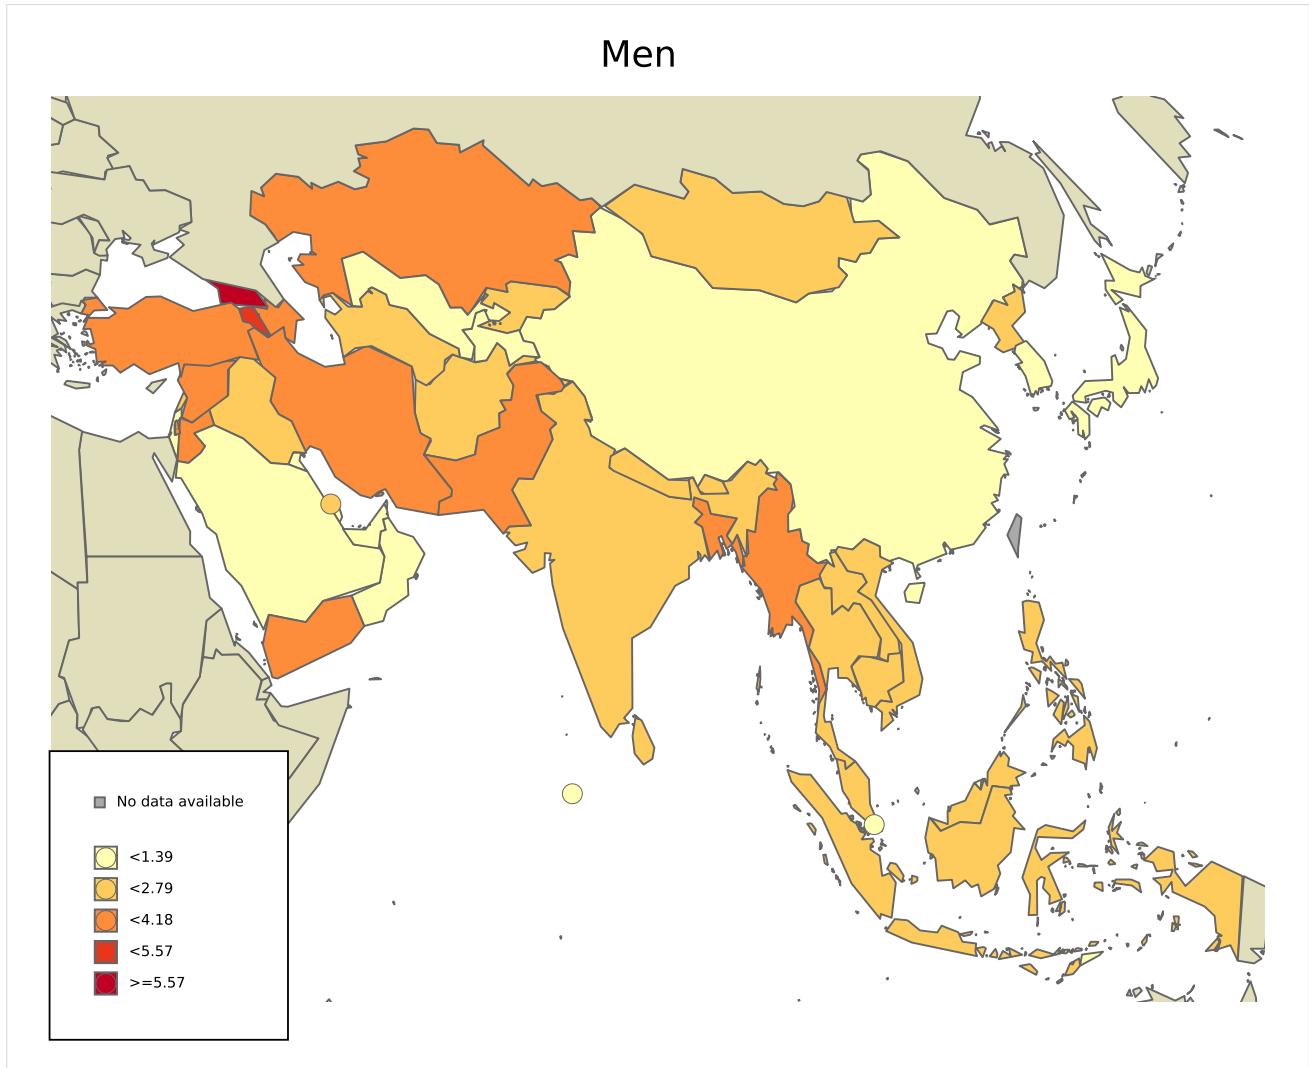 Men
No data available
<1.39
<2.79
<4.18
<5.57
>=5.57